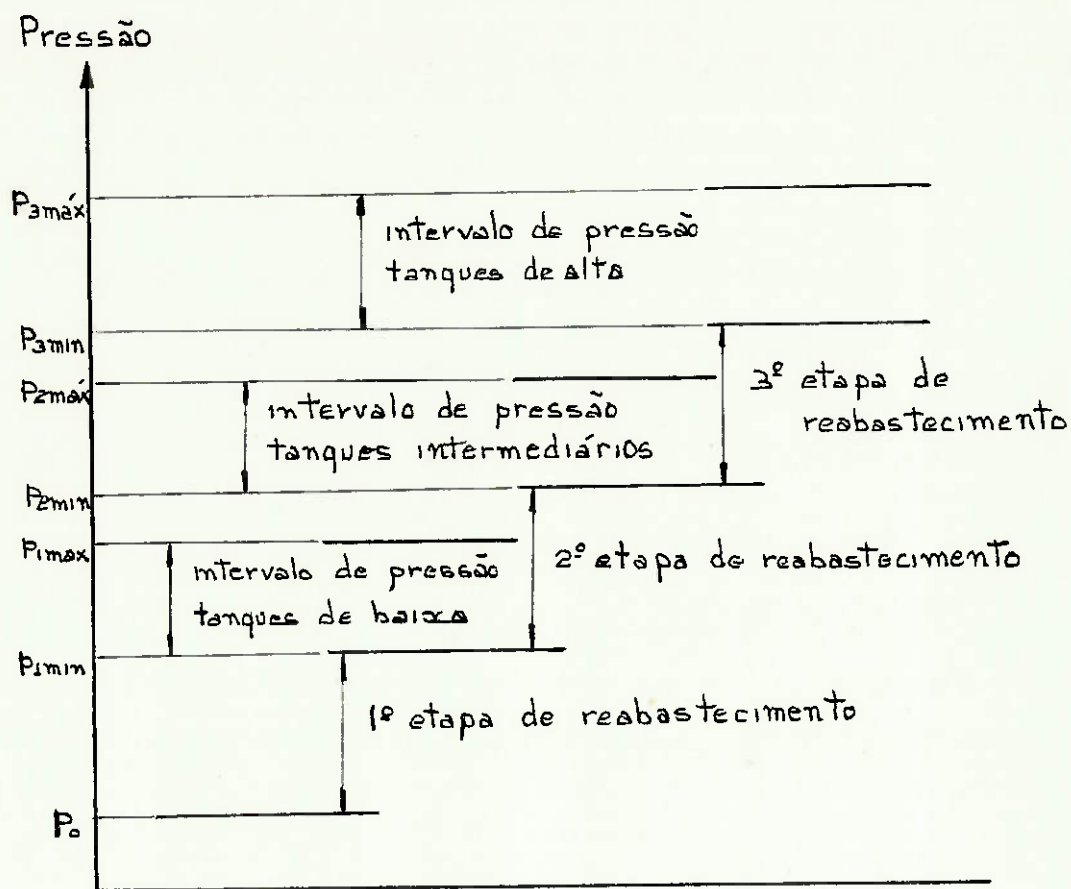 Pressão
P3máx
intervalo de pressão
tanques de alta
P3min
P2máx
3º etapa de
reabastecimento
intervalo de pressão
tanques intermediários
P2min
P1max
2º etapa de reabastecimento
intervalo de pressão
tanques de baixa
P1min
1º etapa de reabastecimento
P0